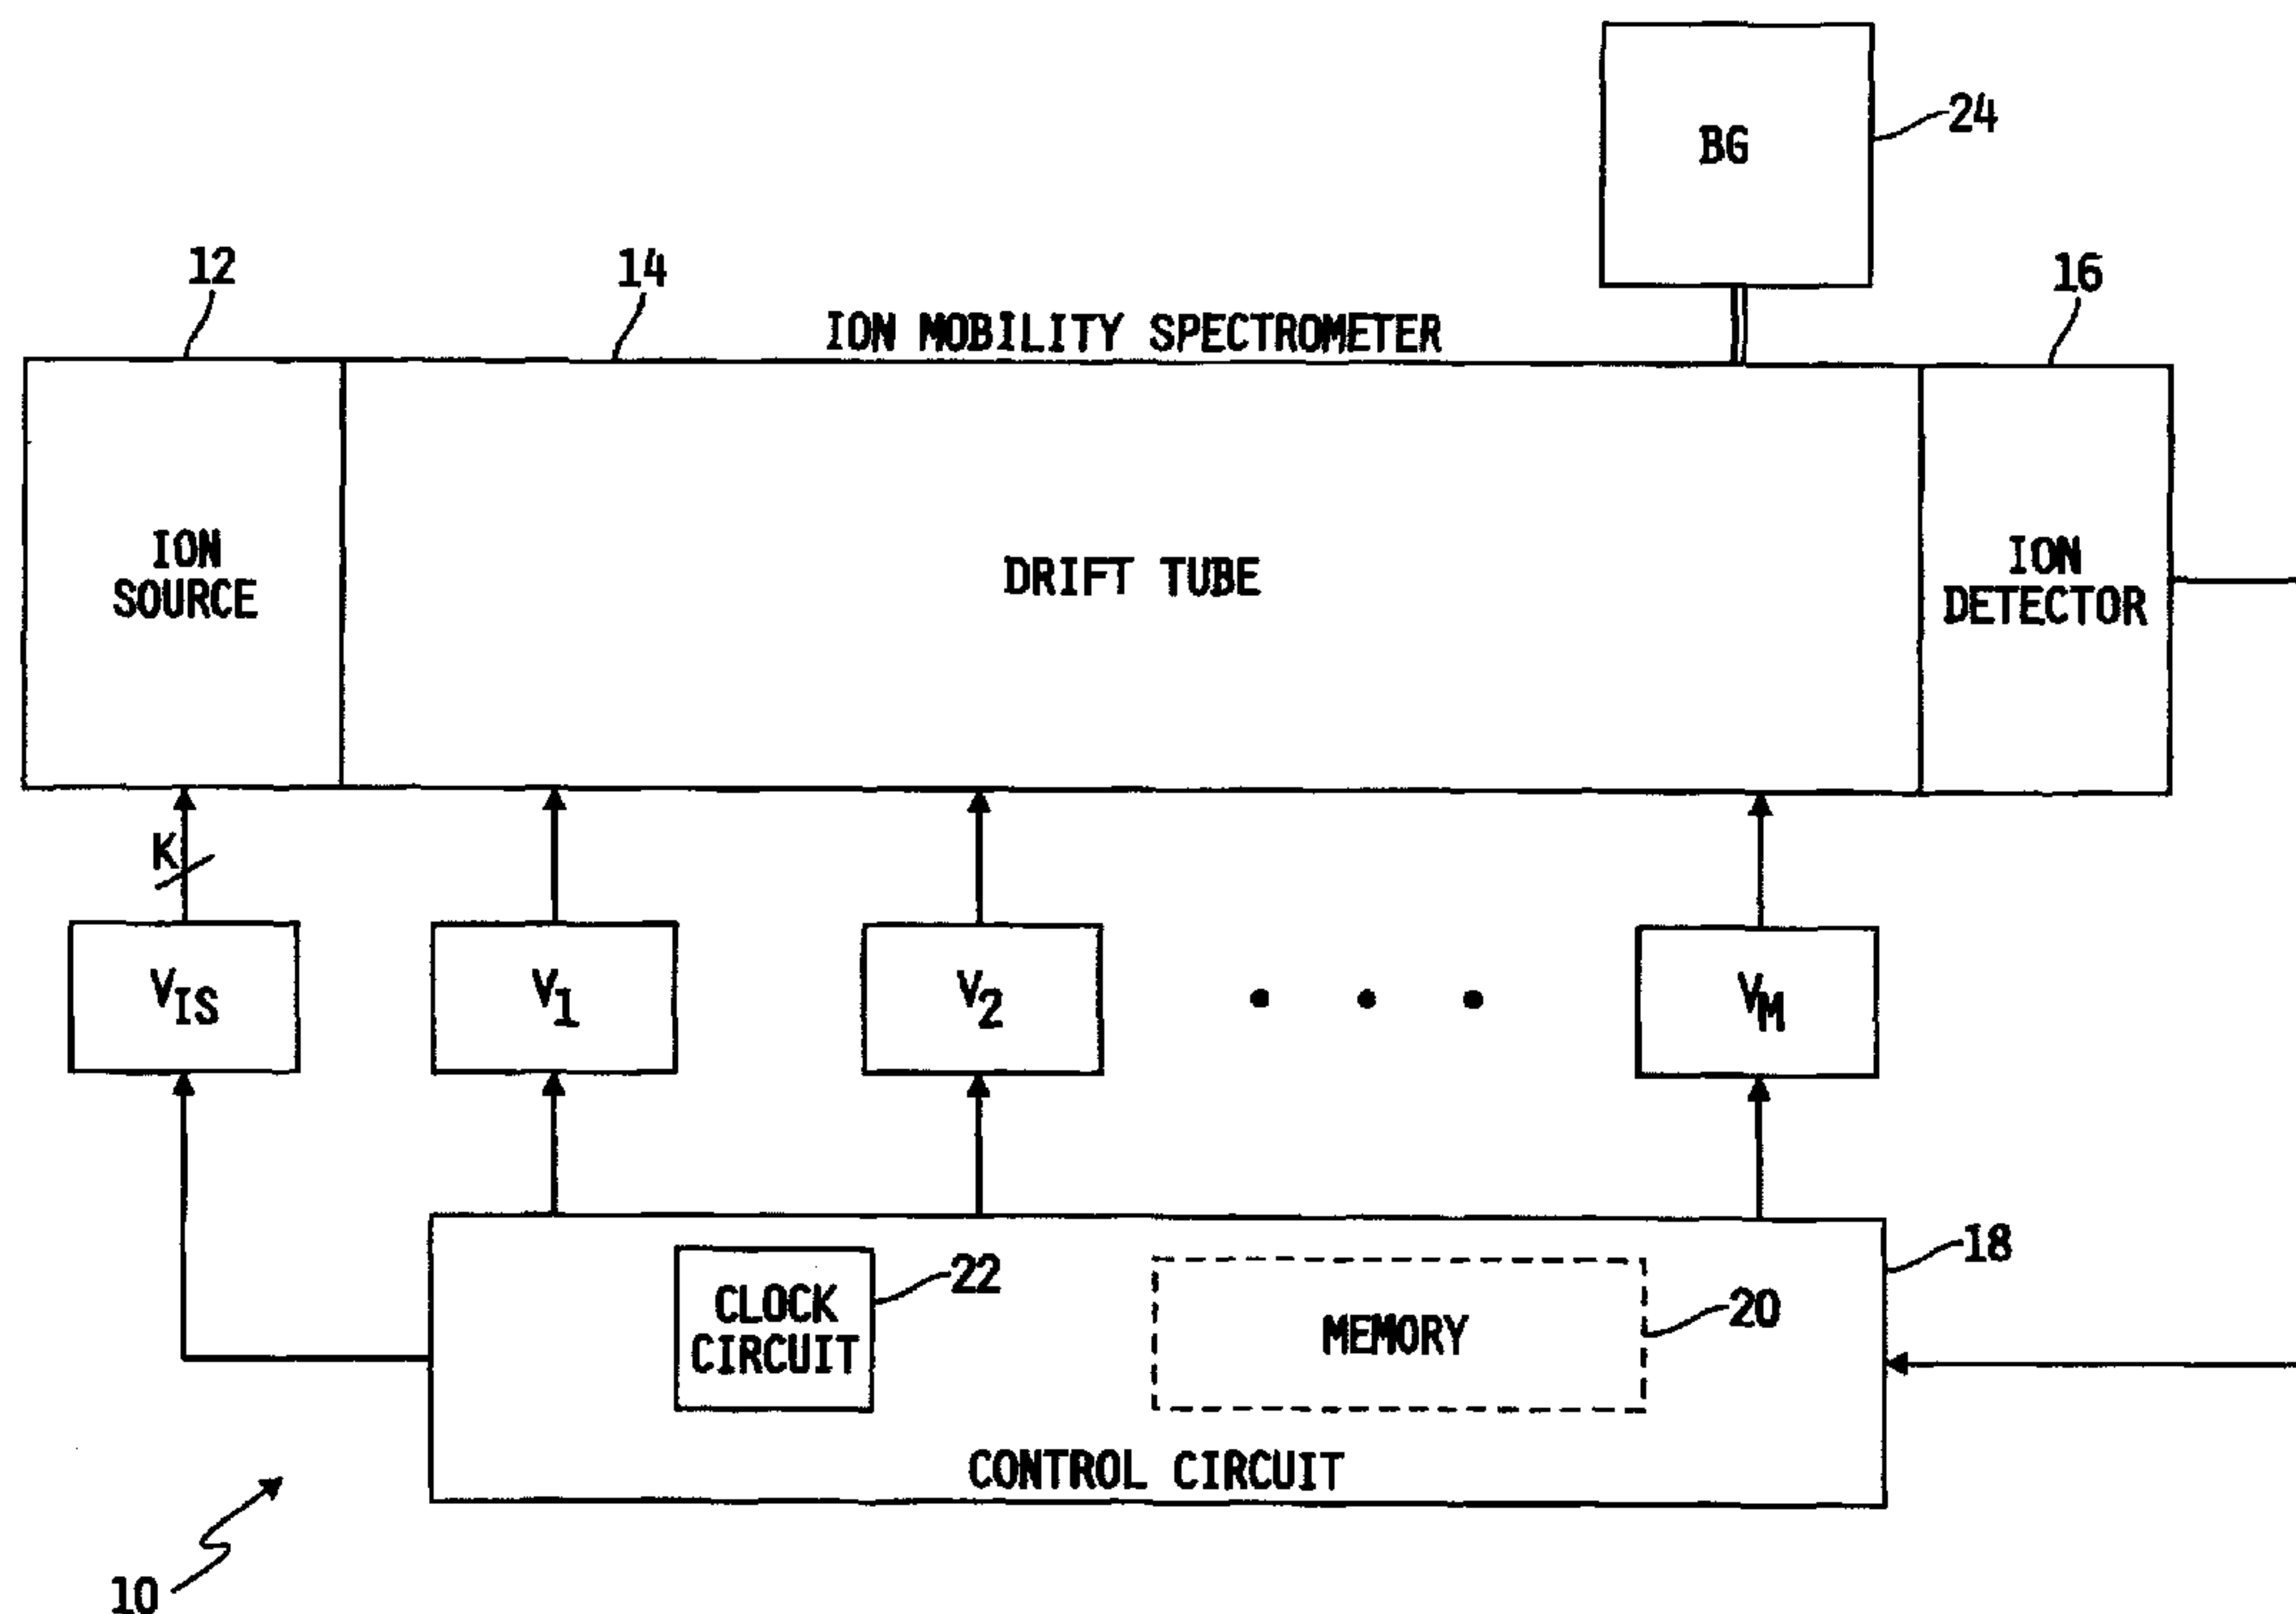 BG
24
12
14
16
ION MOBILITY SPECTROMETER
ION
SOURCE
DRIFT TUBE
ION
DETECTOR
K
VIS
V1
V2
VM
18
22
20
CLOCK
CIRCUIT
MEMORY
CONTROL CIRCUIT
10